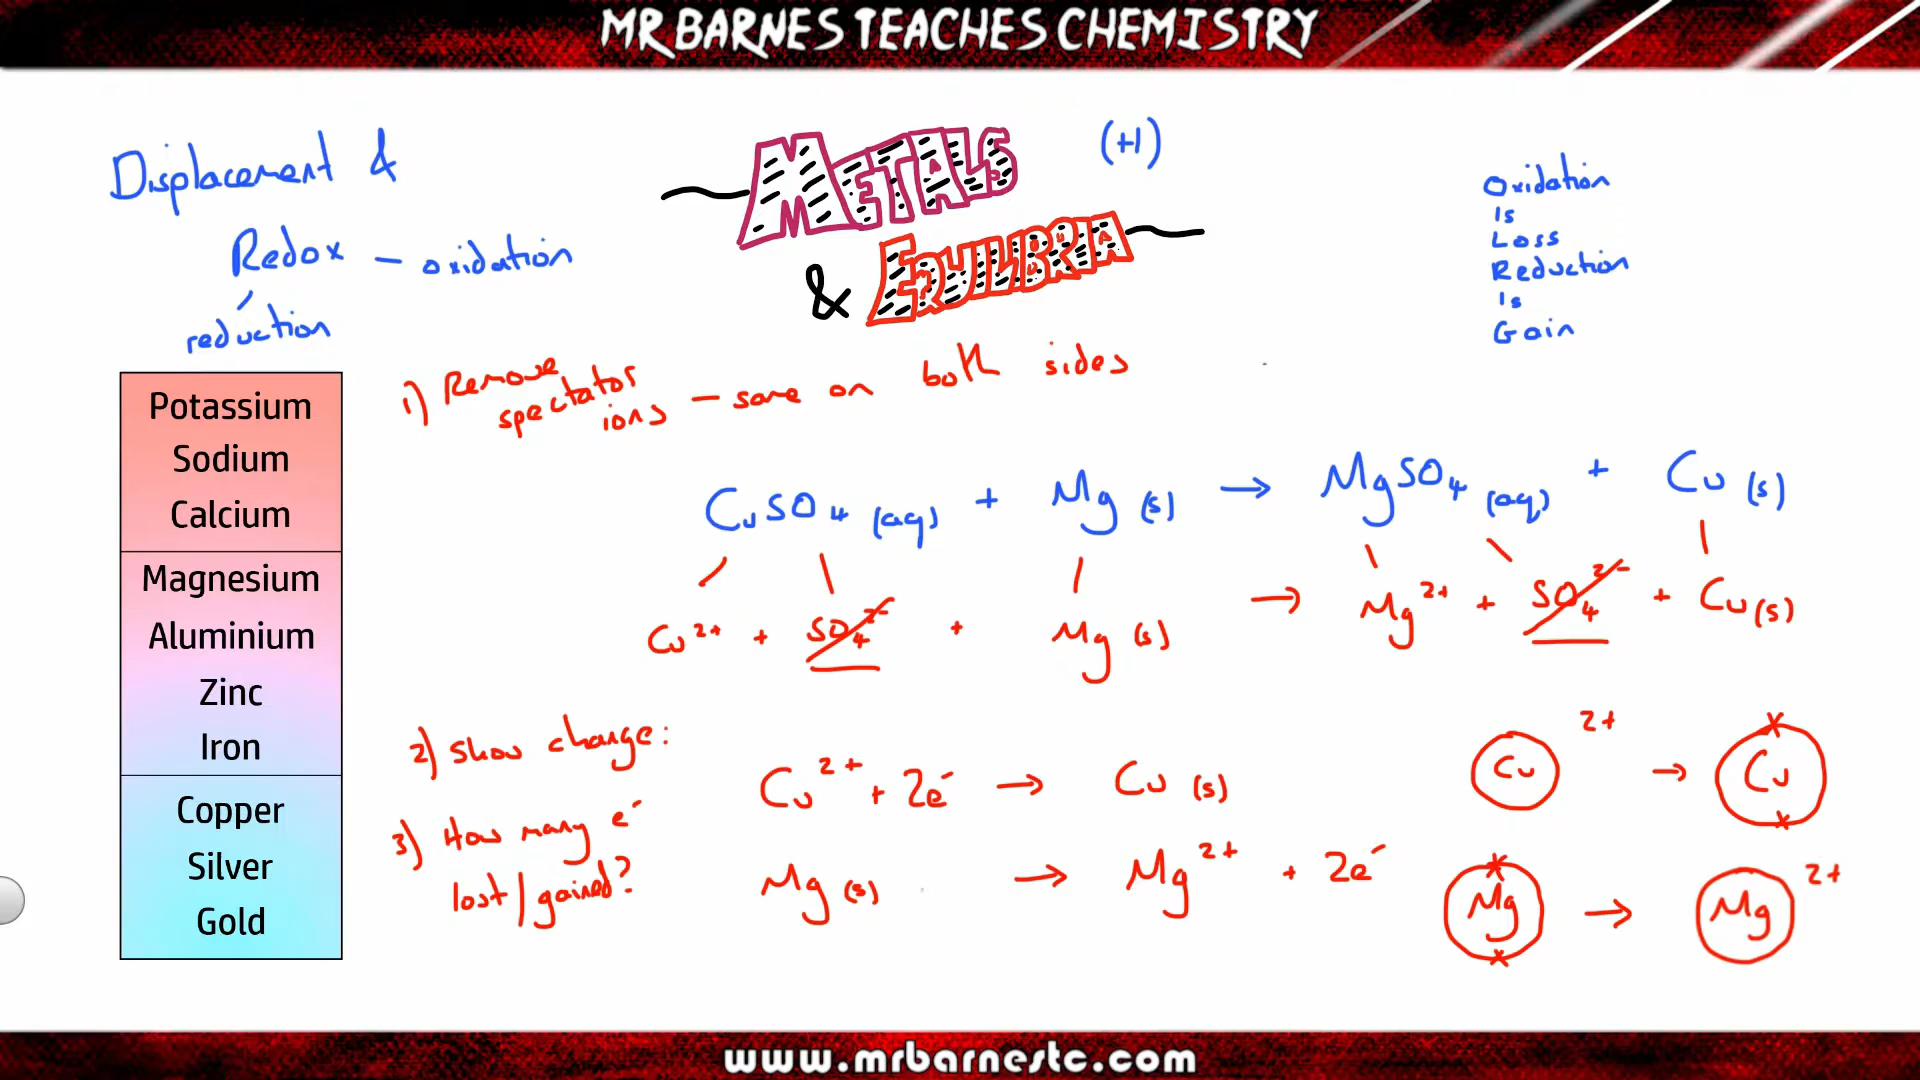 MR BARNES TEACHES CHEMISTRY
Displacement &
Redox – oxidation
reduction
METALS
(+1)
& EQUILIBRIA
Oxidation
Is
Loss
Reduction
Is
Gain
Potassium
Sodium
Calcium
Magnesium
Aluminium
Zinc
Iron
Copper
Silver
Gold
1) Remove
spectator
ions – same on both sides
CuSO₄ (aq) + Mg (s) → MgSO₄ (aq) + Cu (s)
Cu²⁺ + SO₄²⁻ + Mg (s) → Mg²⁺ + SO₄²⁻ + Cu (s)
2) Show change:
Cu²⁺ + 2e⁻ → Cu (s)
Cu 2+ → Cu
3) How many e⁻
lost/gained?
Mg (s) → Mg²⁺ + 2e⁻
Mg → Mg 2+
www.mrbarnestc.com